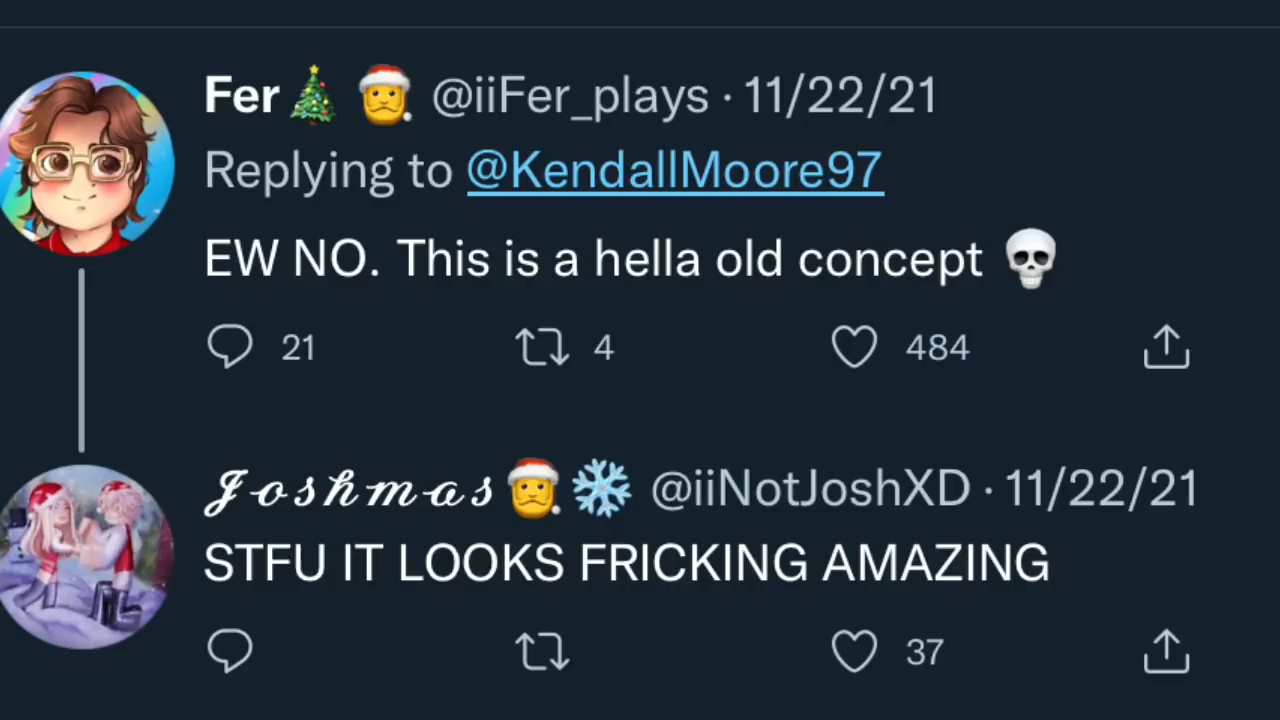 Fer🎄 🎅 @iiFer_plays · 11/22/21
Replying to @KendallMoore97
EW NO. This is a hella old concept 💀
21 4 484
𝓙𝓸𝓼𝓱𝓶𝓪𝓼🎅❄️ @iiNotJoshXD · 11/22/21
STFU IT LOOKS FRICKING AMAZING
37